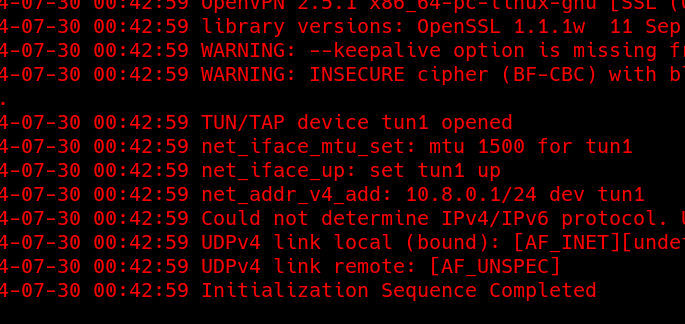 4-07-30 00:42:59 OpenVPN 2.5.1 x86_64-pc-linux-gnu [SSL (O
4-07-30 00:42:59 library versions: OpenSSL 1.1.1w  11 Sep
4-07-30 00:42:59 WARNING: --keepalive option is missing fr
4-07-30 00:42:59 WARNING: INSECURE cipher (BF-CBC) with bl
.
4-07-30 00:42:59 TUN/TAP device tun1 opened
4-07-30 00:42:59 net_iface_mtu_set: mtu 1500 for tun1
4-07-30 00:42:59 net_iface_up: set tun1 up
4-07-30 00:42:59 net_addr_v4_add: 10.8.0.1/24 dev tun1
4-07-30 00:42:59 Could not determine IPv4/IPv6 protocol. U
4-07-30 00:42:59 UDPv4 link local (bound): [AF_INET][undef
4-07-30 00:42:59 UDPv4 link remote: [AF_UNSPEC]
4-07-30 00:42:59 Initialization Sequence Completed